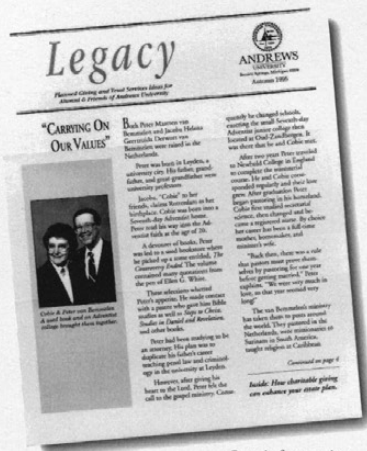 Legacy
ANDREWS
UNIVERSITY
Berrien Springs, Michigan 49104
Autumn 1995
Planned Giving and Trust Services Ideas for
Alumni & Friends of Andrews University
"CARRYING ON
OUR VALUES"
Cobie & Peter van Bemmelen
A used book and an Adventist
college brought them together.
Both Peter Maarten van
Bemmelen and Jacoba Helena
Geertruida Derwort van
Bemmelen were raised in the
Netherlands.
Peter was born in Leyden, a
university city. His father, grand-
father, and great-grandfather were
university professors.
Jacoba, "Cobie" to her
friends, claims Rotterdam as her
birthplace. Cobie was born into a
Seventh-day Adventist home.
Peter read his way into the Ad-
ventist faith at the age of 20.
A devourer of books, Peter
was led to a used bookstore where
he picked up a tome entitled, The
Controversy Ended. The volume
contained many quotations from
the pen of Ellen G. White.
These selections whetted
Peter's appetite. He made contact
with a pastor who gave him Bible
studies as well as Steps to Christ,
Studies in Daniel and Revelation,
and other books.
Peter had been studying to be
an attorney. His plan was to
duplicate his father's career
teaching penal law and criminol-
ogy in the university at Leyden.
However, after giving his
heart to the Lord, Peter felt the
call to the gospel ministry. Conse-
quently he changed schools,
entering the small Seventh-day
Adventist junior college then
located at Oud-Zandbergen. It
was there that he and Cobie met.
After two years Peter traveled
to Newbold College in England
to complete the ministerial
course. He and Cobie corre-
sponded regularly and their love
grew. After graduation Peter
began pastoring in his homeland.
Cobie first studied secretarial
science, then changed and be-
came a registered nurse. By choice
her career has been a full-time
mother, homemaker, and
minister's wife.
"Back then, there was a rule
that pastors must prove them-
selves by pastoring for one year
before getting married," Peter
explains. "We were very much in
love, so that year seemed very
long!"
The van Bemmelen's ministry
has taken them to posts around
the world. They pastored in the
Netherlands, were missionaries to
Surinam in South America,
taught religion at Caribbean
Continued on page 6
Inside: How charitable giving
can enhance your estate plan.